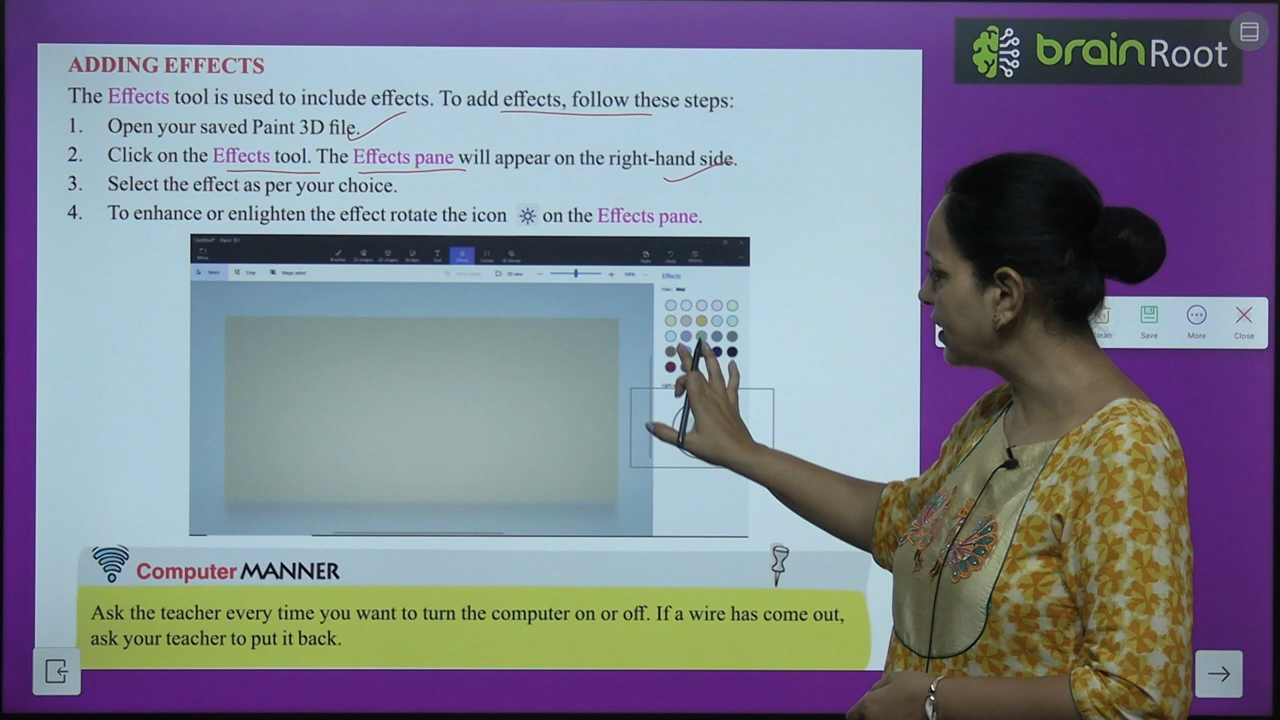 brainRoot
ADDING EFFECTS
The Effects tool is used to include effects. To add effects, follow these steps:
1. Open your saved Paint 3D file.
2. Click on the Effects tool. The Effects pane will appear on the right-hand side.
3. Select the effect as per your choice.
4. To enhance or enlighten the effect rotate the icon on the Effects pane.
Effects
Save
More
Close
Computer MANNER
Ask the teacher every time you want to turn the computer on or off. If a wire has come out,
ask your teacher to put it back.